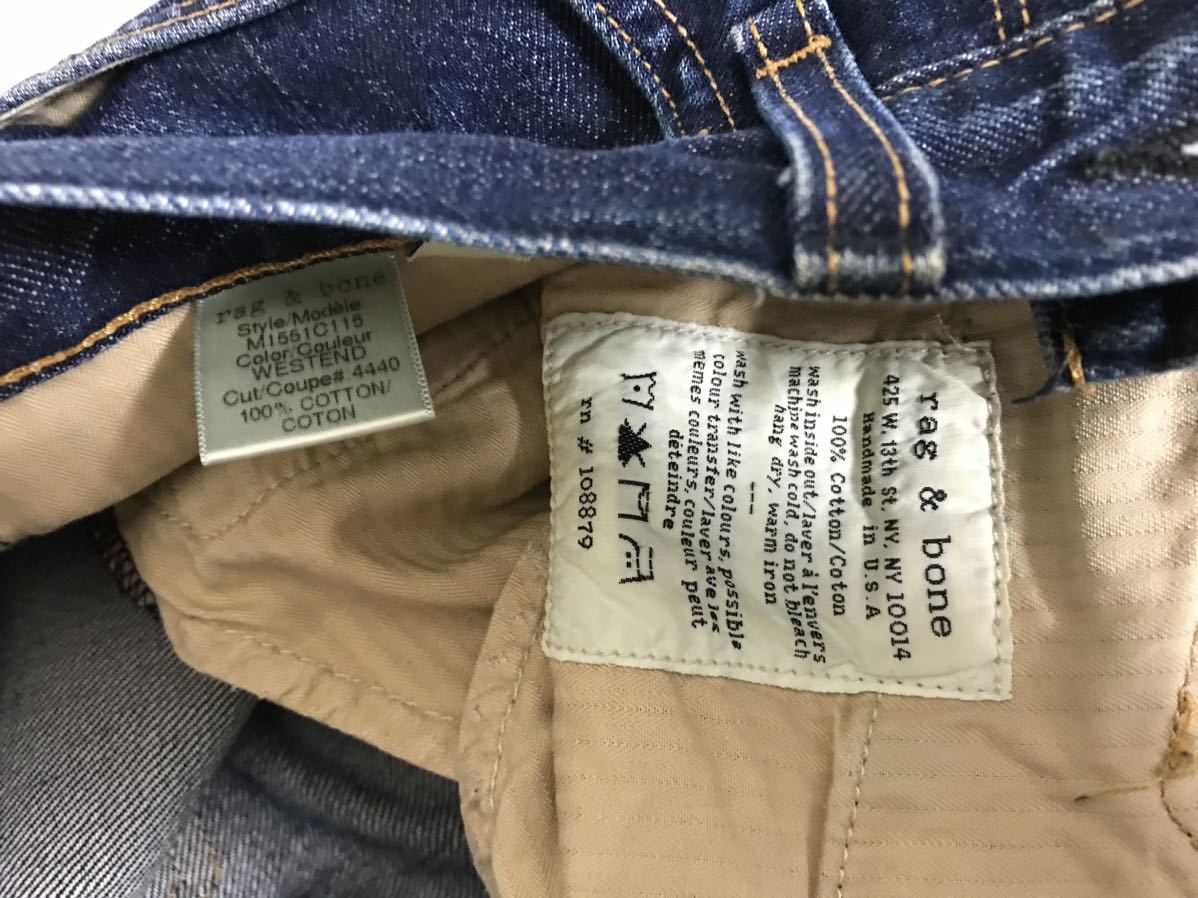 rag & bone
Style/Modèle
M1551C115
Color/Couleur
WESTEND
Cut/Coupe# 4440
100% COTTON/
COTON
rag & bone
425 W. 13th St. NY, NY 10014
Handmade in U.S.A
100% Cotton/Coton
wash inside out/laver à l'envers
machine wash cold, do not bleach
hang dry, warm iron
---
wash with like colours, possible
colour transfer/laver ave les
memes couleurs, couleur peut
déteindre
rn # 108879